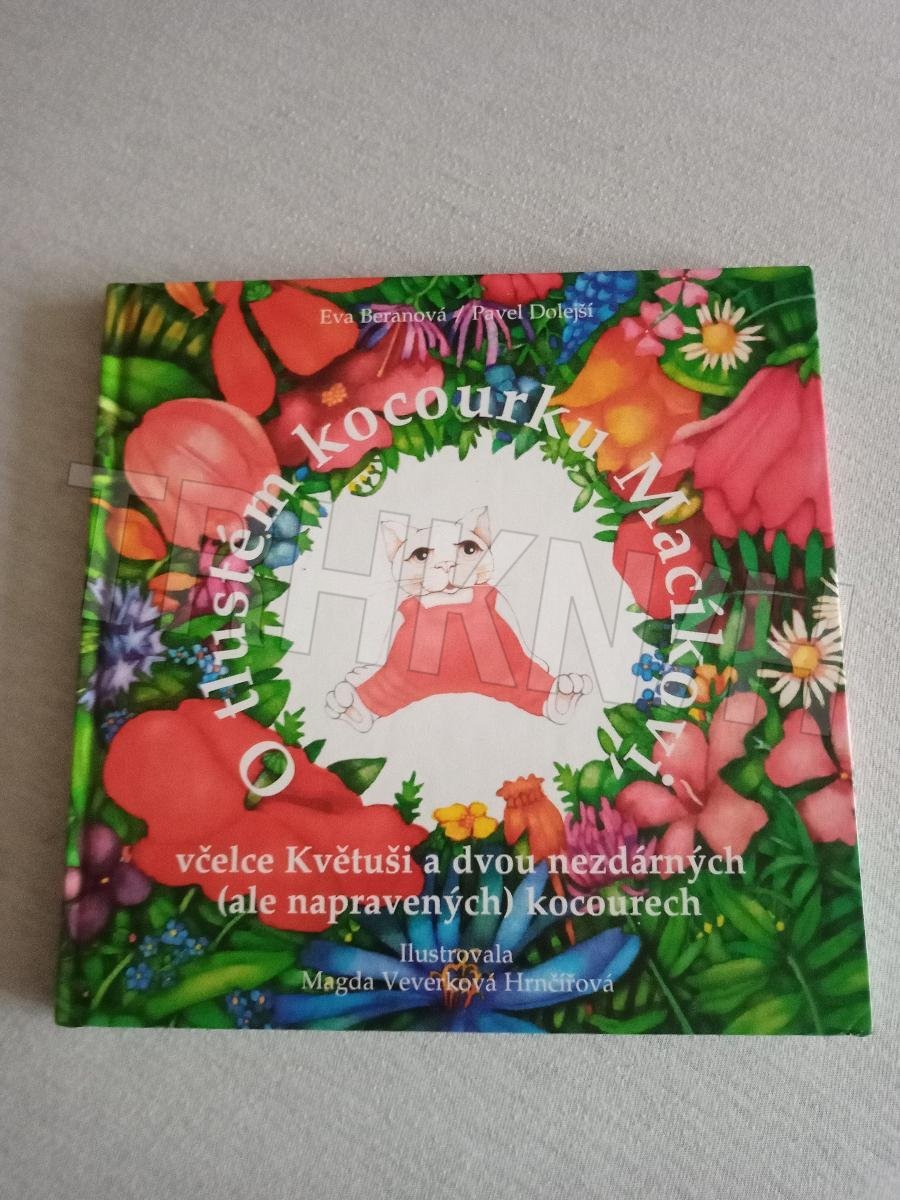 Eva Beranová / Pavel Dolejší
O tlustém kocourku Macíkovi,
včelce Květuši a dvou nezdárných
(ale napravených) kocourech
Ilustrovala
Magda Veverková Hrnčířová